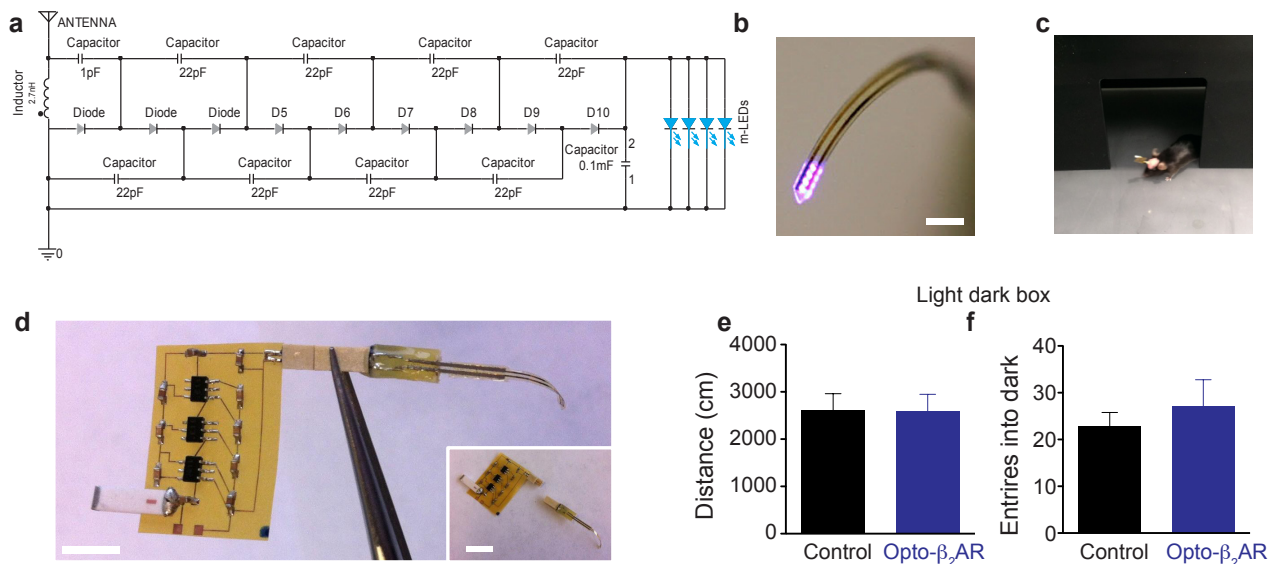 a
ANTENNA
Capacitor Capacitor Capacitor Capacitor Capacitor
1pF 22pF 22pF 22pF 22pF
Inductor
2.7nH
Diode Diode Diode D5 D6 D7 D8 D9 D10
Capacitor Capacitor Capacitor Capacitor
22pF 22pF 22pF 22pF
Capacitor
0.1mF
2
1
m-LEDs
0
b
c
d
Light dark box
e
Distance (cm)
4000
3000
2000
1000
0
Control Opto-β₂AR
f
Entrires into dark
40
30
20
10
0
Control Opto-β₂AR